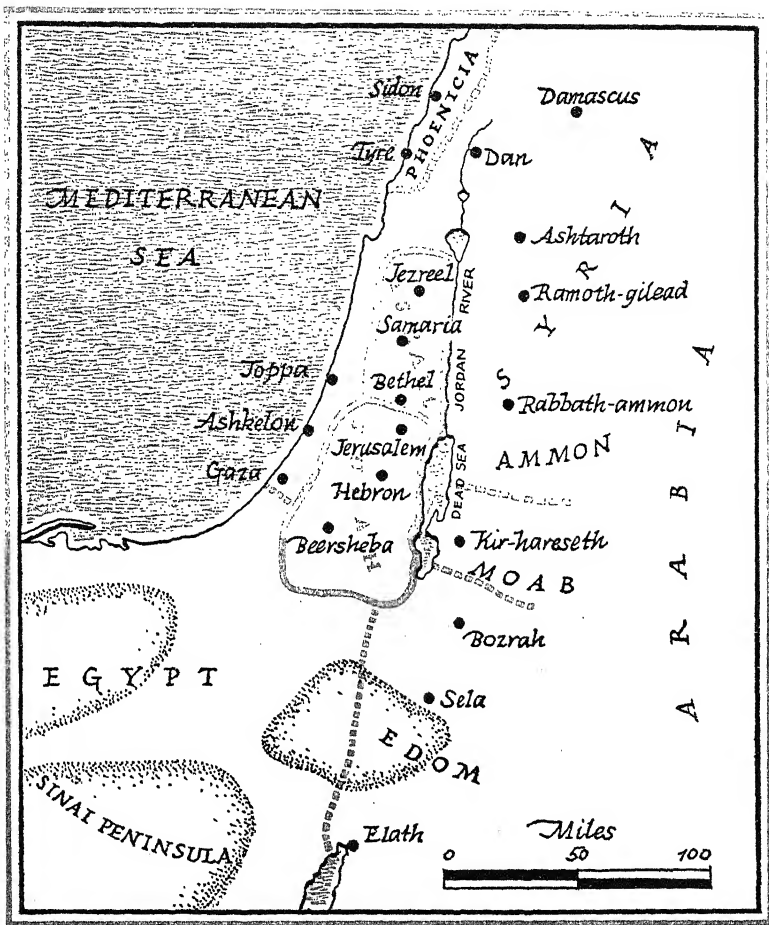 Sidon
PHOENICIA
Damascus
Tyre
Dan
MEDITERRANEAN
SEA
SYRIA
Ashtaroth
Jezreel
Ramoth-gilead
JORDAN RIVER
Samaria
Joppa
Bethel
Rabbath-ammon
Ashkelon
Jerusalem
AMMON
Gaza
Hebron
DEAD SEA
ARABIA
Beersheba
Kir-hareseth
MOAB
Bozrah
EGYPT
Sela
EDOM
SINAI PENINSULA
Elath
Miles
0 50 100